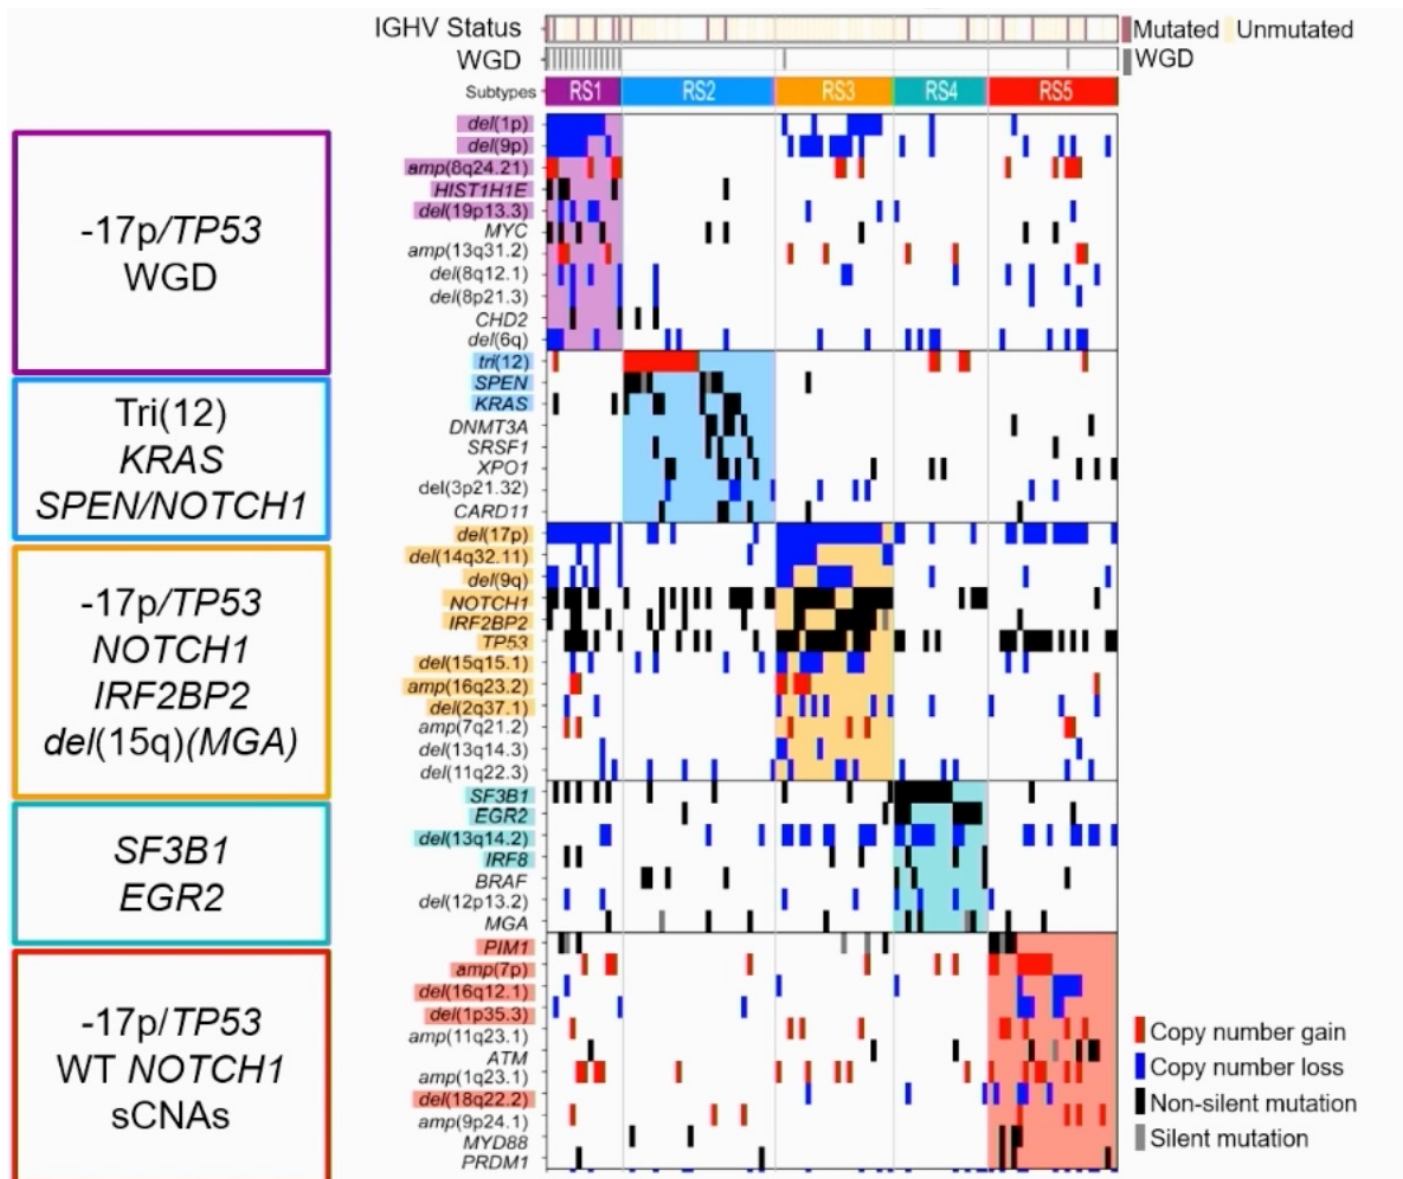 IGHV Status
Mutated Unmutated
WGD
WGD
Subtypes RS1 RS2 RS3 RS4 RS5
-17p/TP53
WGD
del(1p)
del(9p)
amp(8q24.21)
HIST1H1E
del(19p13.3)
MYC
amp(13q31.2)
del(8q12.1)
del(8p21.3)
CHD2
del(6q)
Tri(12)
KRAS
SPEN/NOTCH1
tri(12)
SPEN
KRAS
DNMT3A
SRSF1
XPO1
del(3p21.32)
CARD11
-17p/TP53
NOTCH1
IRF2BP2
del(15q)(MGA)
del(17p)
del(14q32.11)
del(9q)
NOTCH1
IRF2BP2
TP53
del(15q15.1)
amp(16q23.2)
del(2q37.1)
amp(7q21.2)
del(13q14.3)
del(11q22.3)
SF3B1
EGR2
SF3B1
EGR2
del(13q14.2)
IRF8
BRAF
del(12p13.2)
MGA
-17p/TP53
WT NOTCH1
sCNAs
PIM1
amp(7p)
del(16q12.1)
del(1p35.3)
amp(11q23.1)
ATM
amp(1q23.1)
del(18q22.2)
amp(9p24.1)
MYD88
PRDM1
Copy number gain
Copy number loss
Non-silent mutation
Silent mutation